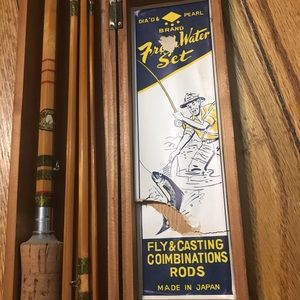 DIA'D & PEARL
BRAND
Fresh Water
Set
FLY & CASTING
COIMBINATIONS
RODS
MADE IN JAPAN